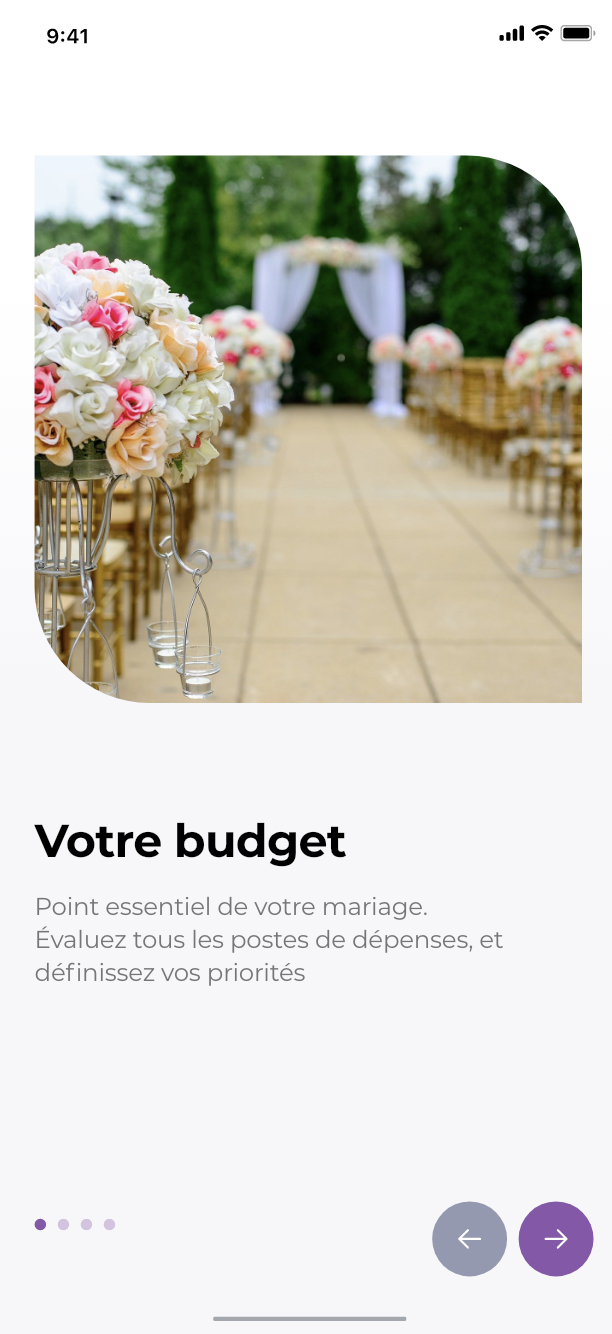 9:41
Votre budget
Point essentiel de votre mariage.
Évaluez tous les postes de dépenses, et
définissez vos priorités